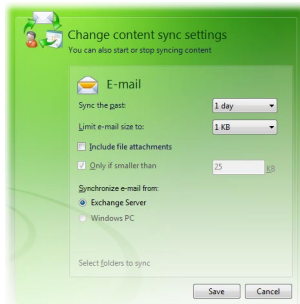 Change content sync settings
You can also start or stop syncing content
E-mail
Sync the past: 1 day
Limit e-mail size to: 1 KB
Include file attachments
Only if smaller than 25 KB
Synchronize e-mail from:
Exchange Server
Windows PC
Select folders to sync
Save Cancel